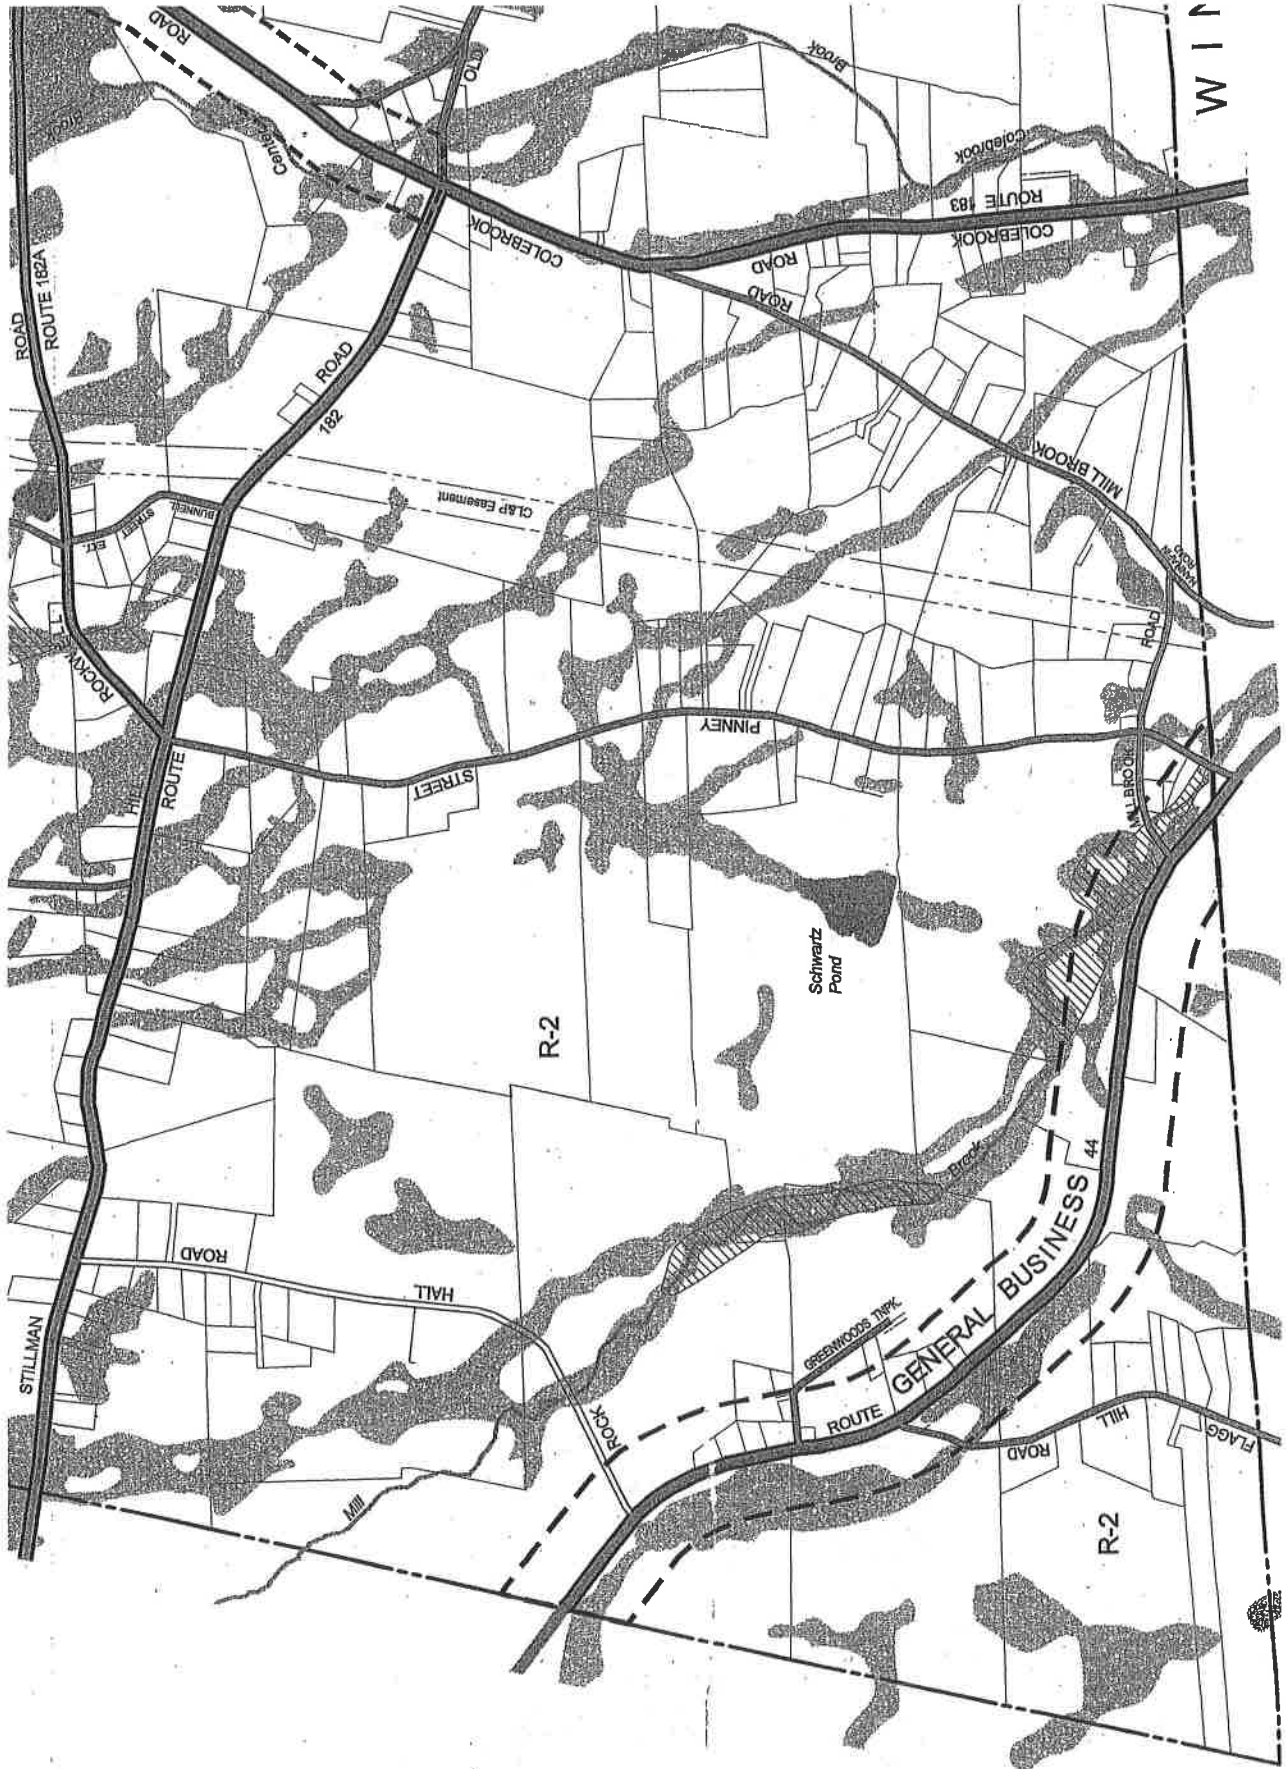 ROAD
ROAD
ROUTE 182A
Brook
Center
OLD
Brook
Colebrook
W I N
COLEBROOK
ROUTE 183
COLEBROOK
ROAD
ROAD
MILL BROOK
ROAD
182
CL&P Easement
BUNNELL
STREET
EXT.
ROCKY HILL
HILL
ROUTE
PINNEY
STREET
ROAD
MILL BROOK
Schwartz
Pond
R-2
Brook
44
GENERAL BUSINESS
ROAD
HALL
ROCK
STILLMAN
Mill
GREENWOODS TNPK.
ROUTE
ROAD
HILL
FLAGG
R-2